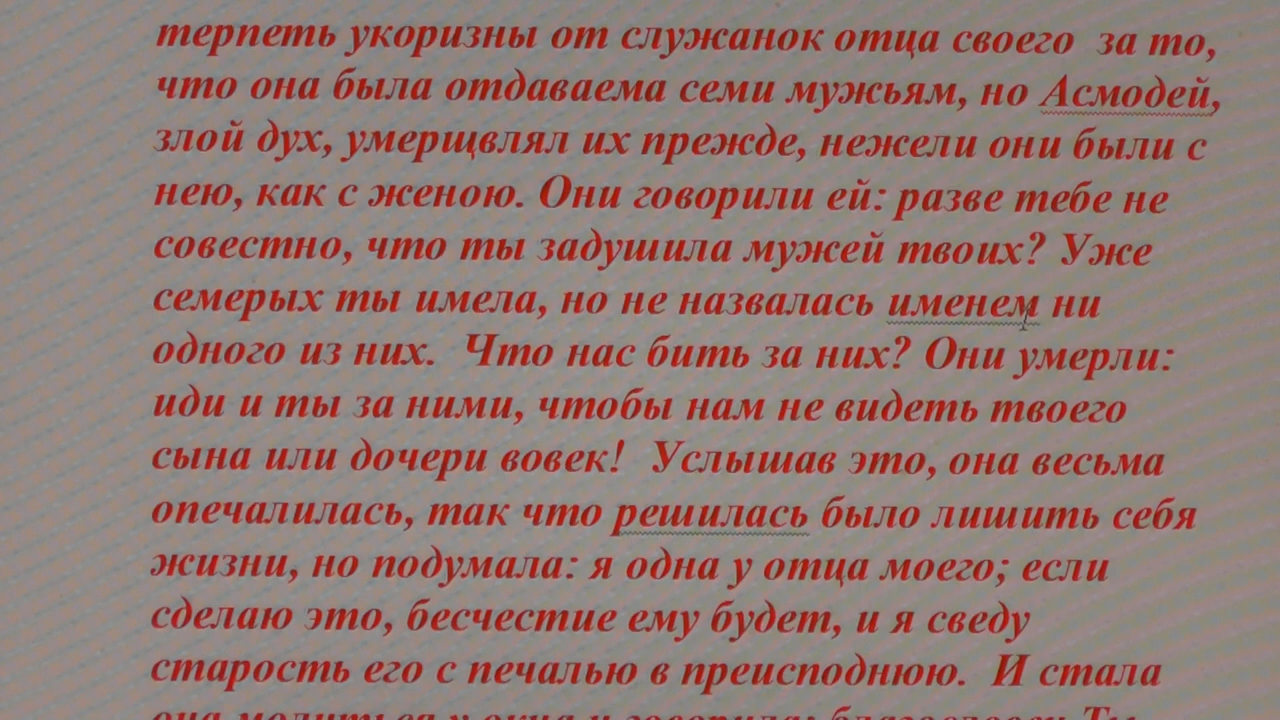 терпеть укоризны от служанок отца своего за то,
что она была отдаваема семи мужьям, но Асмодей,
злой дух, умерщвлял их прежде, нежели они были с
нею, как с женою. Они говорили ей: разве тебе не
совестно, что ты задушила мужей твоих? Уже
семерых ты имела, но не назвалась именем ни
одного из них. Что нас бить за них? Они умерли:
иди и ты за ними, чтобы нам не видеть твоего
сына или дочери вовек! Услышав это, она весьма
опечалилась, так что решилась было лишить себя
жизни, но подумала: я одна у отца моего; если
сделаю это, бесчестие ему будет, и я сведу
старость его с печалью в преисподнюю. И стала
она молиться у окна и говорила: